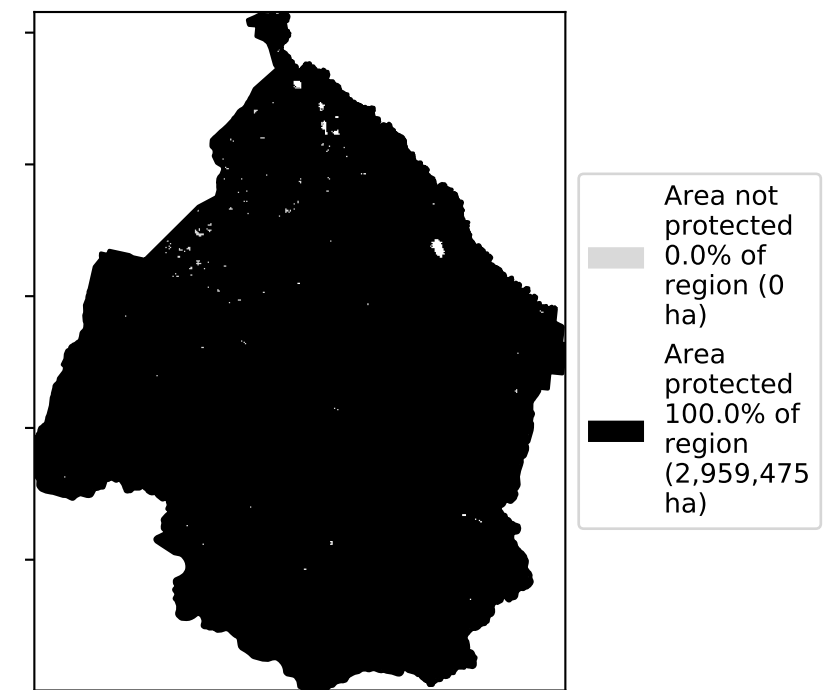 Area not
protected
0.0% of
region (0
ha)
Area
protected
100.0% of
region
(2,959,475
ha)